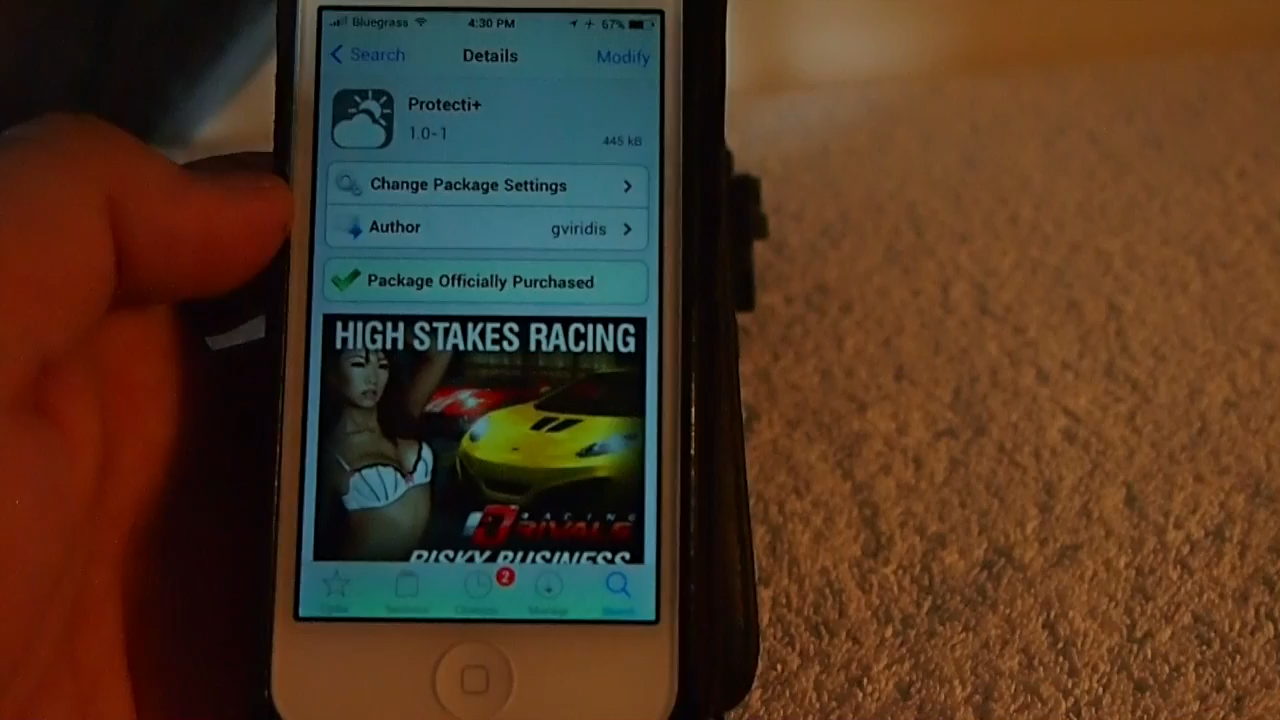 Bluegrass 4:30 PM 67%
Search Details Modify
Protecti+
1.0-1
445 kB
Change Package Settings
Author gviridis
Package Officially Purchased
HIGH STAKES RACING
RACING
RIVALS
RISKY BUSINESS
2